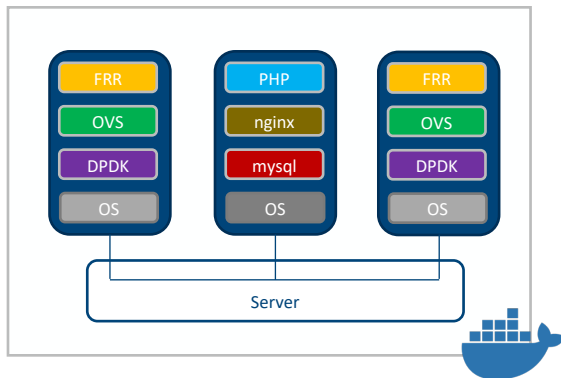 FRR
OVS
DPDK
OS
PHP
nginx
mysql
OS
FRR
OVS
DPDK
OS
Server